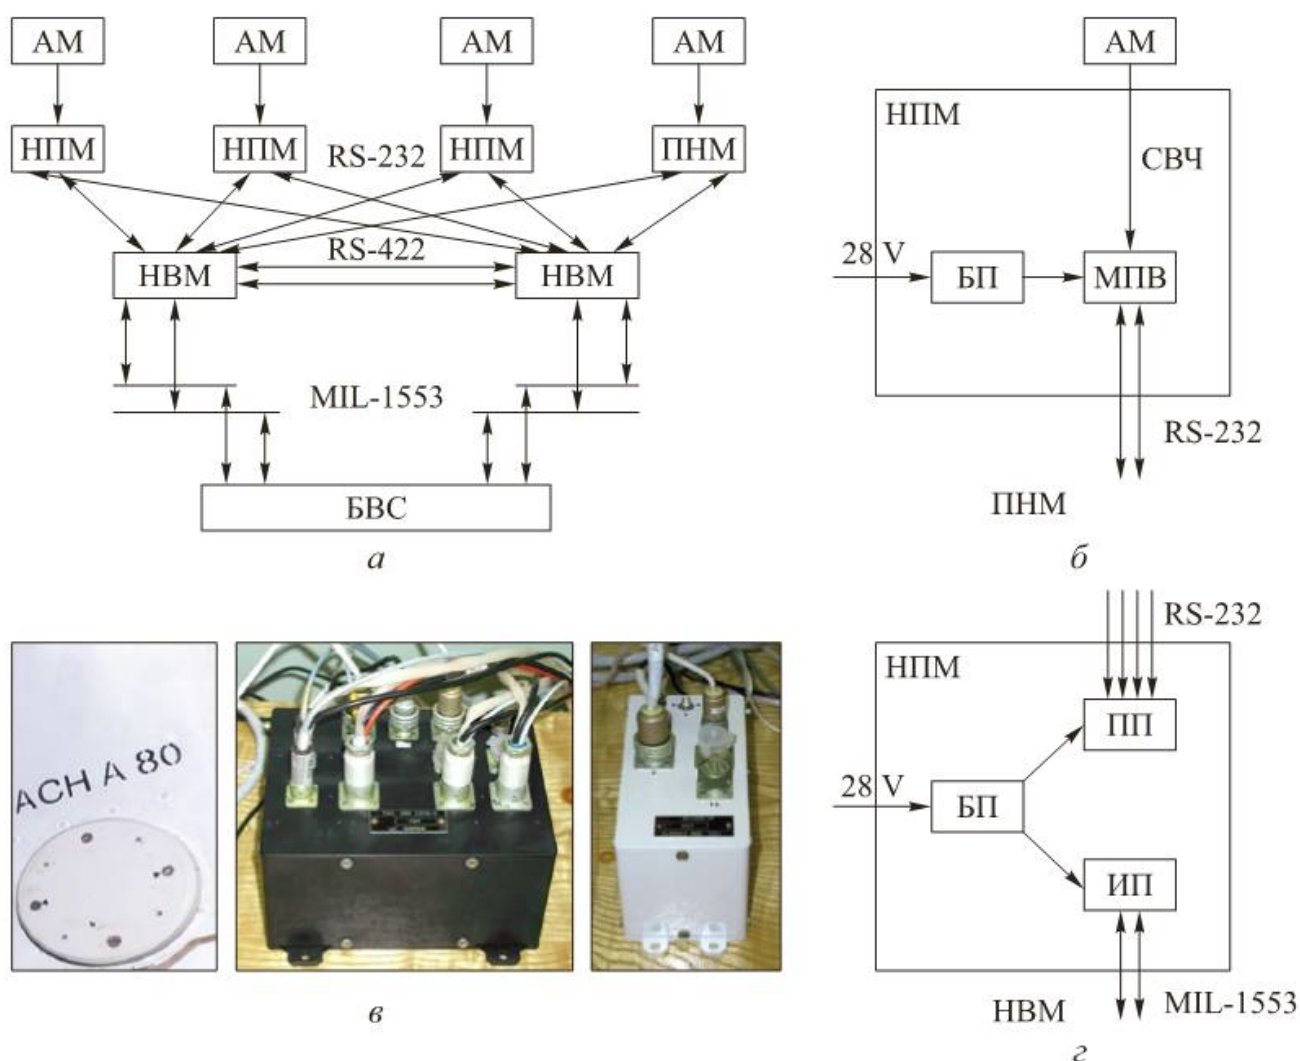 АМ АМ АМ АМ
НПМ НПМ RS-232 НПМ ПНМ
RS-422
НВМ НВМ
MIL-1553
БВС
а
АМ
НПМ
СВЧ
28 V
БП МПВ
RS-232
ПНМ
б
АСН А 80
в
RS-232
НПМ
ПП
28 V
БП
ИП
НВМ MIL-1553
г